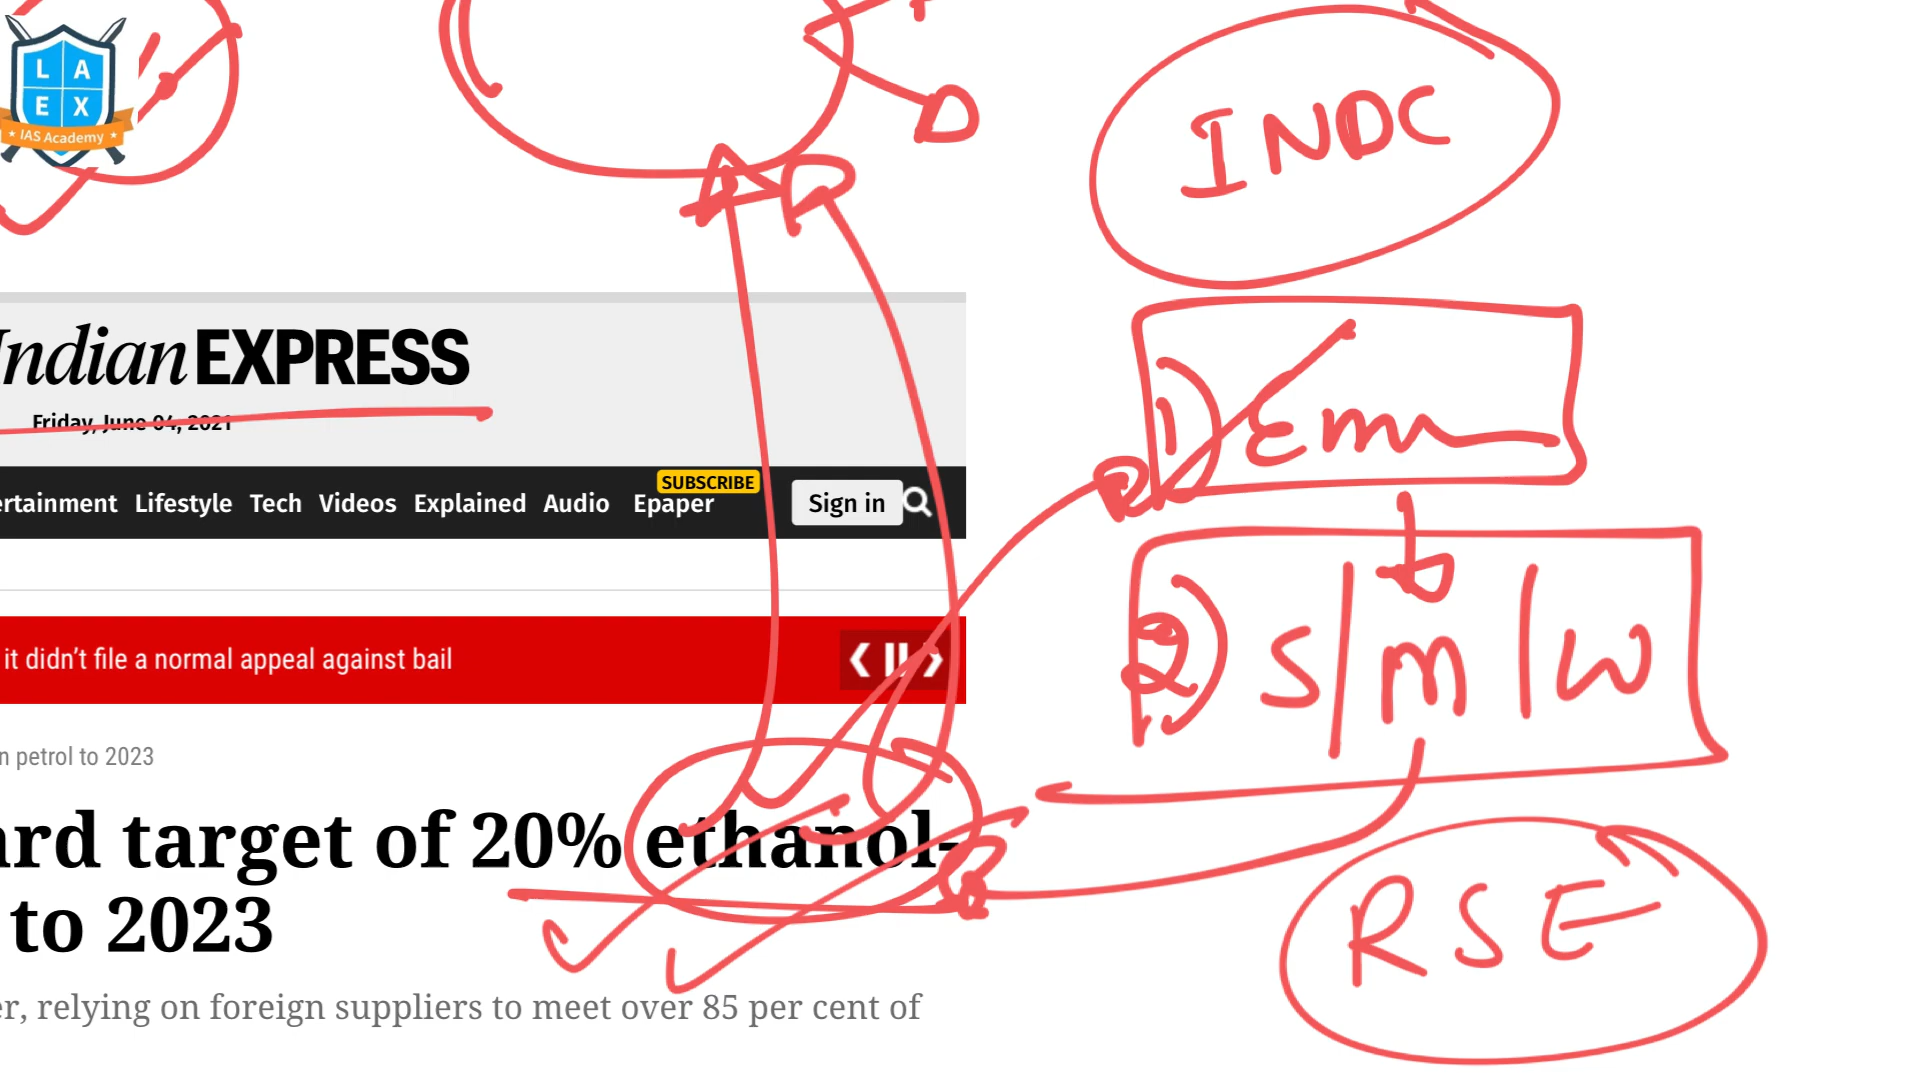 L A
E X
IAS Academy
D
INDC
Indian EXPRESS
Friday, June 04, 2021
1) Em
ertainment Lifestyle Tech Videos Explained Audio Epaper
SUBSCRIBE
Sign in
2) S/M/W
it didn't file a normal appeal against bail
n petrol to 2023
ard target of 20% ethanol-
to 2023
RSE
er, relying on foreign suppliers to meet over 85 per cent of